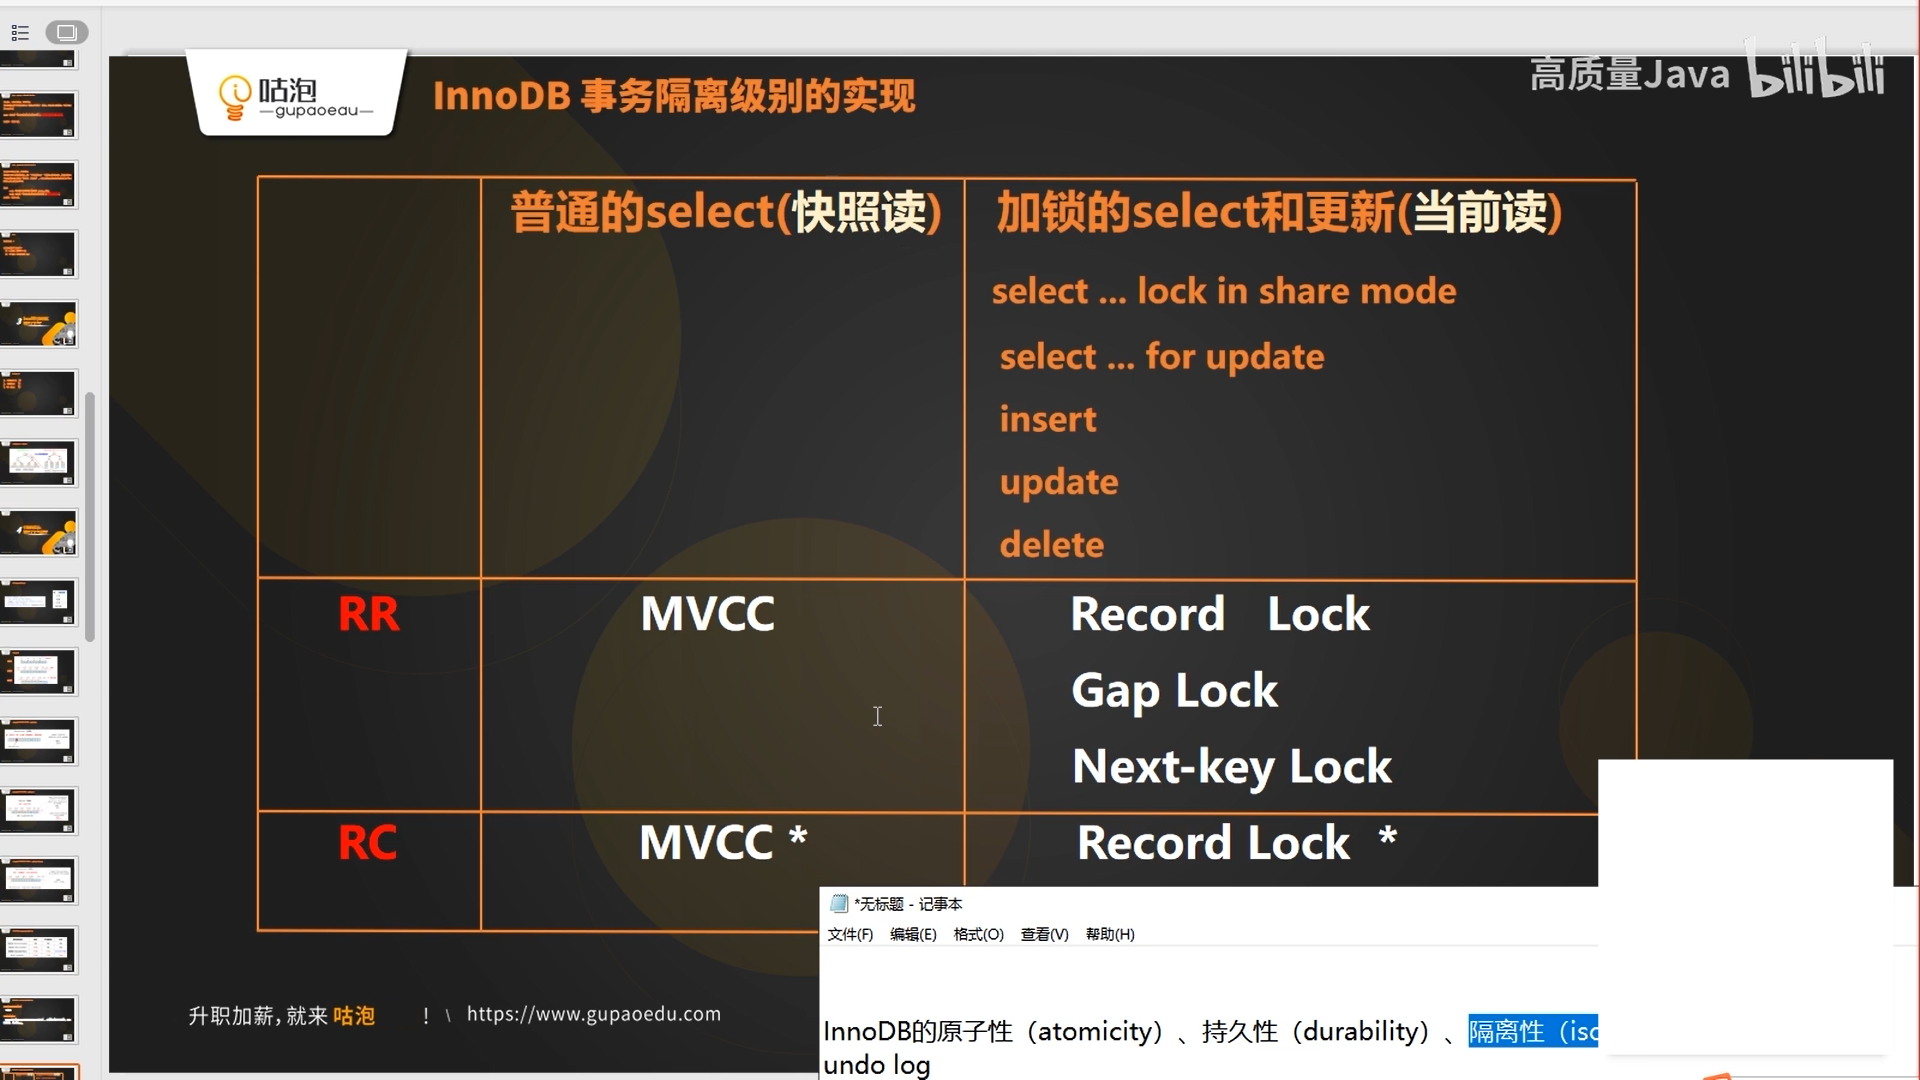 咕泡
gupaoeau
InnoDB 事务隔离级别的实现
高质量Java
bilibili
普通的select(快照读)
加锁的select和更新(当前读)
select ... lock in share mode
select ... for update
insert
update
delete
RR
MVCC
Record Lock
Gap Lock
Next-key Lock
RC
MVCC *
Record Lock *
升职加薪，就来 咕泡 ！ \ https://www.gupaoedu.com
*无标题 - 记事本
文件(F) 编辑(E) 格式(O) 查看(V) 帮助(H)
InnoDB的原子性（atomicity）、持久性（durability）、隔离性（iso
undo log